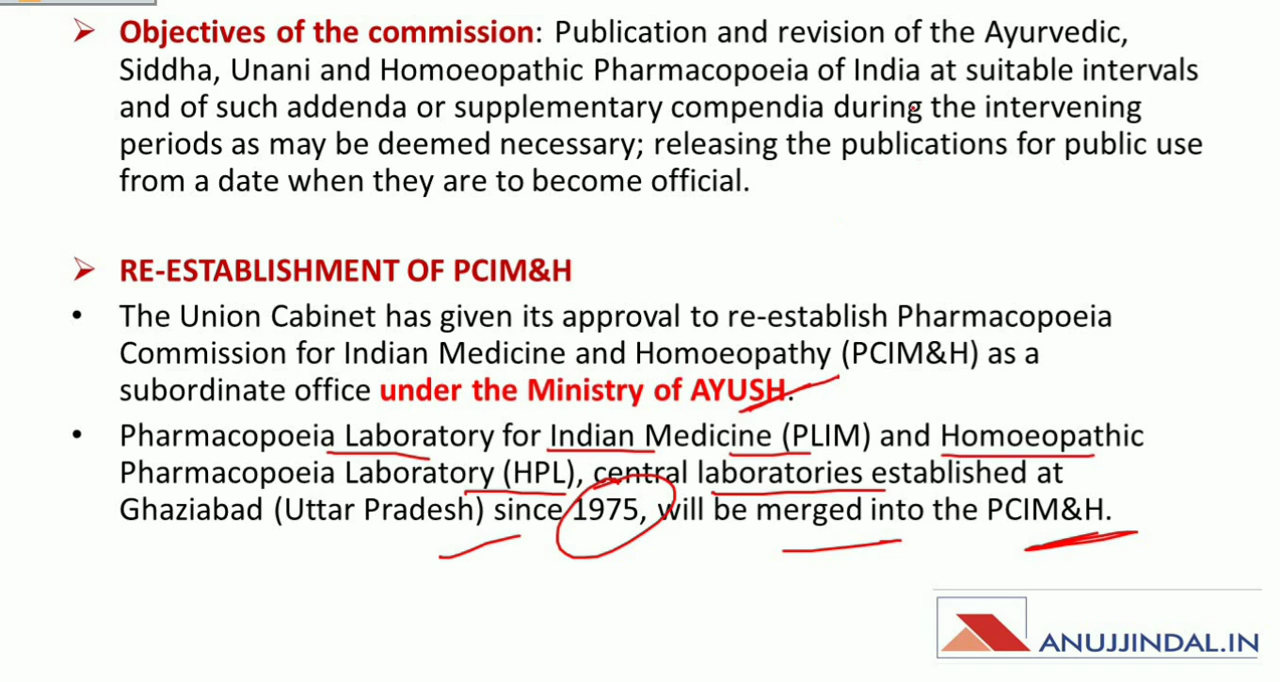 ➢ Objectives of the commission: Publication and revision of the Ayurvedic,
Siddha, Unani and Homoeopathic Pharmacopoeia of India at suitable intervals
and of such addenda or supplementary compendia during the intervening
periods as may be deemed necessary; releasing the publications for public use
from a date when they are to become official.
➢ RE-ESTABLISHMENT OF PCIM&H
• The Union Cabinet has given its approval to re-establish Pharmacopoeia
Commission for Indian Medicine and Homoeopathy (PCIM&H) as a
subordinate office under the Ministry of AYUSH.
• Pharmacopoeia Laboratory for Indian Medicine (PLIM) and Homoeopathic
Pharmacopoeia Laboratory (HPL), central laboratories established at
Ghaziabad (Uttar Pradesh) since 1975, will be merged into the PCIM&H.
ANUJJINDAL.IN